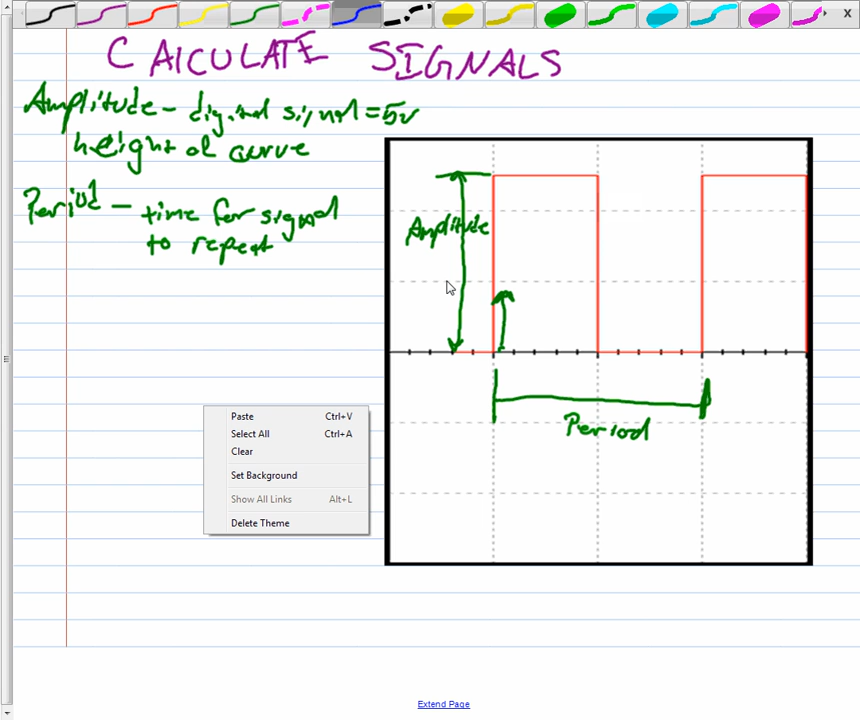 X
CALCULATE SIGNALS
Amplitude - digital signal = 5v
height of curve
Period - time for signal
to repeat
Amplitude
Period
Paste Ctrl+V
Select All Ctrl+A
Clear
Set Background
Show All Links Alt+L
Delete Theme
Extend Page